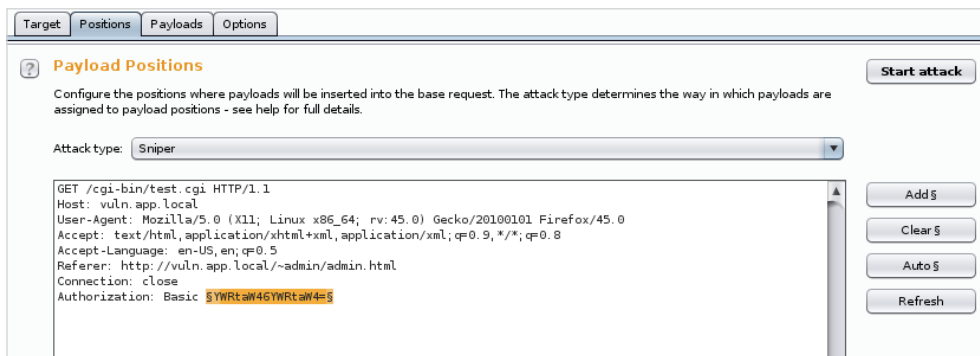 Target Positions Payloads Options
? Payload Positions
Start attack
Configure the positions where payloads will be inserted into the base request. The attack type determines the way in which payloads are
assigned to payload positions - see help for full details.
Attack type: Sniper
GET /cgi-bin/test.cgi HTTP/1.1
Host: vuln.app.local
User-Agent: Mozilla/5.0 (X11; Linux x86_64; rv:45.0) Gecko/20100101 Firefox/45.0
Accept: text/html,application/xhtml+xml,application/xml;q=0.9,*/*;q=0.8
Accept-Language: en-US,en;q=0.5
Referer: http://vuln.app.local/~admin/admin.html
Connection: close
Authorization: Basic §YWRtaW46YWRtaW4=§
Add §
Clear §
Auto §
Refresh